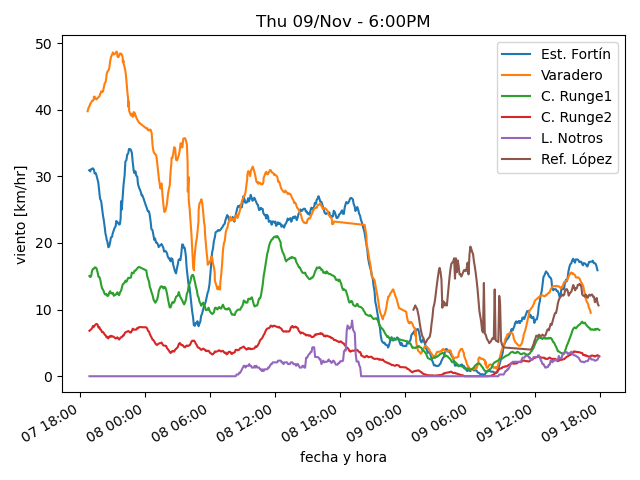 Thu 09/Nov - 6:00PM
Est. Fortín
Varadero
C. Runge1
C. Runge2
L. Notros
Ref. López
viento [km/hr]
50
40
30
20
10
0
07 18:00
08 00:00
08 06:00
08 12:00
08 18:00
09 00:00
09 06:00
09 12:00
09 18:00
fecha y hora